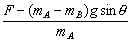 F − (m_A − m_B) g sin θ
m_A